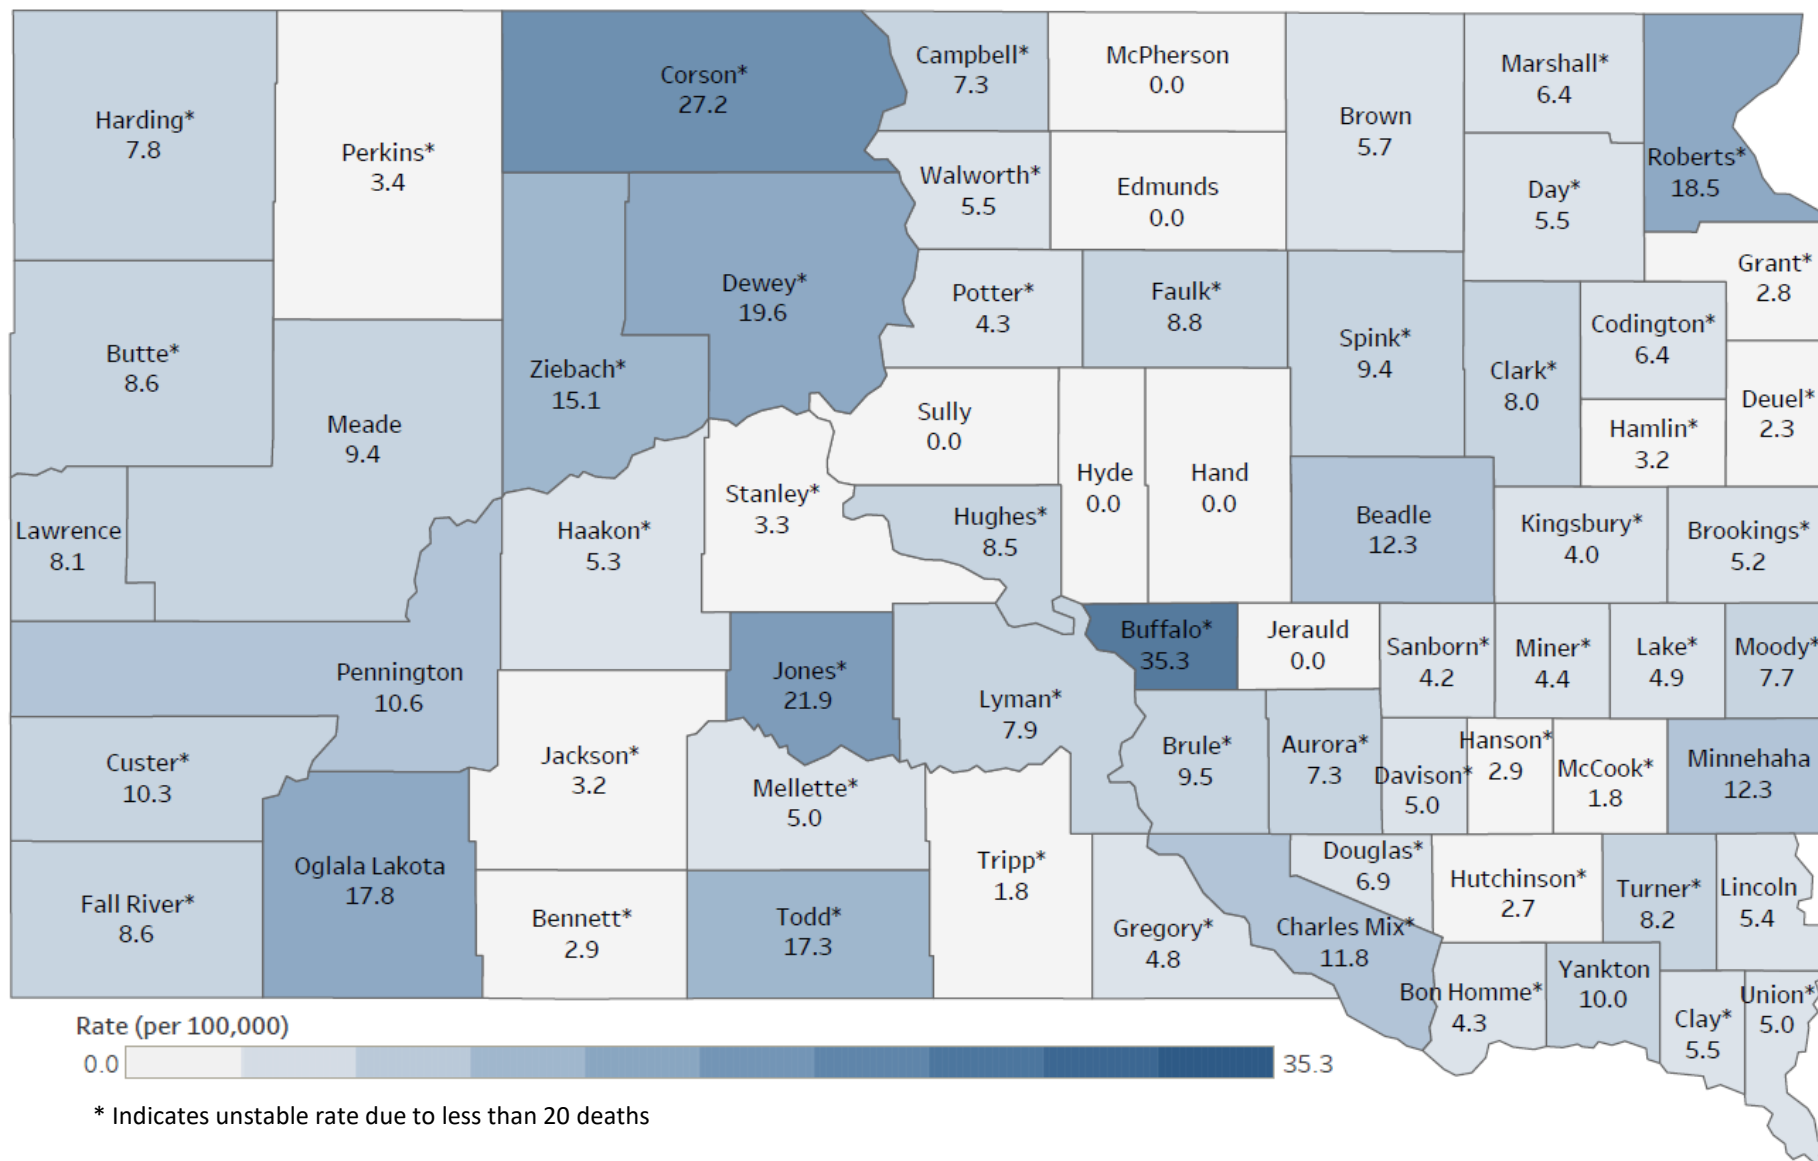 Harding*
7.8
Perkins*
3.4
Corson*
27.2
Campbell*
7.3
McPherson
0.0
Brown
5.7
Marshall*
6.4
Roberts*
18.5
Walworth*
5.5
Edmunds
0.0
Day*
5.5
Grant*
2.8
Butte*
8.6
Meade
9.4
Ziebach*
15.1
Dewey*
19.6
Potter*
4.3
Faulk*
8.8
Spink*
9.4
Clark*
8.0
Codington*
6.4
Deuel*
2.3
Hamlin*
3.2
Sully
0.0
Hyde
0.0
Hand
0.0
Lawrence
8.1
Haakon*
5.3
Stanley*
3.3
Hughes*
8.5
Beadle
12.3
Kingsbury*
4.0
Brookings*
5.2
Pennington
10.6
Jones*
21.9
Lyman*
7.9
Buffalo*
35.3
Jerauld
0.0
Sanborn*
4.2
Miner*
4.4
Lake*
4.9
Moody*
7.7
Custer*
10.3
Jackson*
3.2
Mellette*
5.0
Brule*
9.5
Aurora*
7.3
Davison*
5.0
Hanson*
2.9
McCook*
1.8
Minnehaha
12.3
Fall River*
8.6
Oglala Lakota
17.8
Bennett*
2.9
Todd*
17.3
Tripp*
1.8
Gregory*
4.8
Charles Mix*
11.8
Douglas*
6.9
Hutchinson*
2.7
Turner*
8.2
Lincoln
5.4
Bon Homme*
4.3
Yankton
10.0
Clay*
5.5
Union*
5.0
Rate (per 100,000)
0.0
35.3
* Indicates unstable rate due to less than 20 deaths